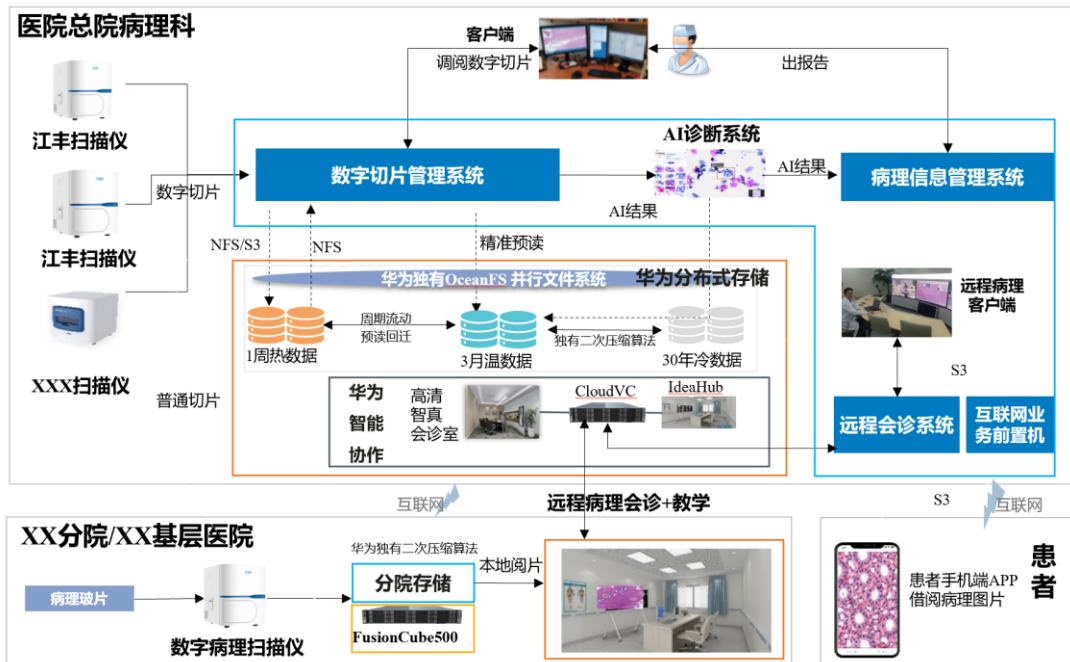 医院总院病理科
客户端
调阅数字切片
出报告
江丰扫描仪
AI诊断系统
数字切片管理系统
AI结果
病理信息管理系统
数字切片
AI结果
江丰扫描仪
NFS/S3
NFS
精准预读
华为独有OceanFS 并行文件系统
华为分布式存储
远程病理
客户端
周期流动
预读回迁
独有二次压缩算法
1周热数据
3月温数据
30年冷数据
XXX扫描仪
S3
普通切片
华为
智能
协作
高清
智真
会诊室
CloudVC
IdeaHub
远程会诊系统
互联网业
务前置机
互联网
远程病理会诊+教学
S3
互联网
XX分院/XX基层医院
华为独有二次压缩算法
本地阅片
病理玻片
分院存储
FusionCube500
数字病理扫描仪
患者手机端APP
借阅病理图片
患
者